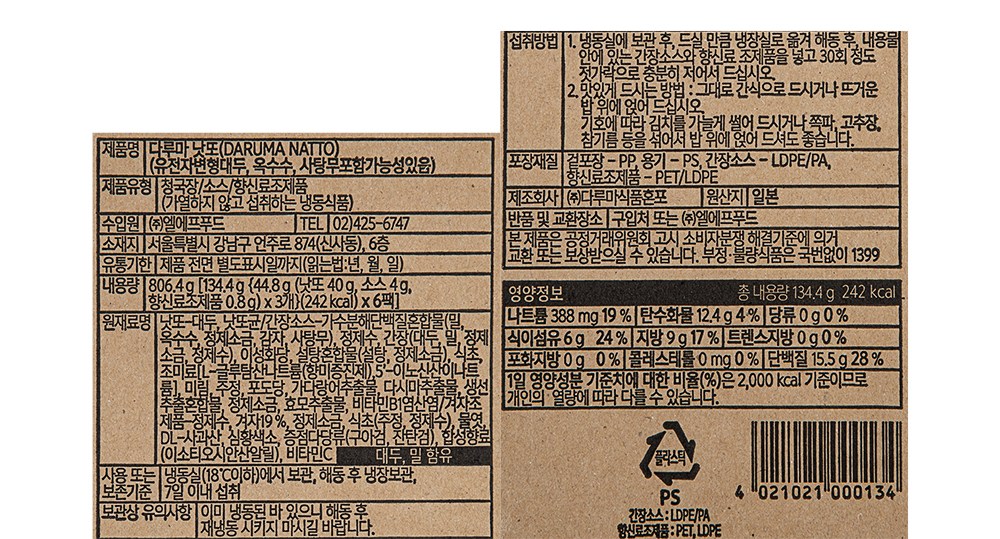 제품명 다루마 낫또(DARUMA NATTO)
(유전자변형대두, 옥수수, 사탕무포함가능성있음)
제품유형 청국장/소스/향신료조제품
(가열하지 않고 섭취하는 냉동식품)
수입원 ㈜엘에프푸드 TEL 02)425-6747
소재지 서울특별시 강남구 언주로 874(신사동), 6층
유통기한 제품 전면 별도표시일까지(읽는법:년, 월, 일)
내용량 806.4 g [134.4 g {44.8 g (낫또 40 g, 소스 4 g,
향신료조제품 0.8 g) x 3개}(242 kcal) x 6팩]
원재료명 낫또-대두, 낫또균/간장소스-가수분해단백질혼합물(밀,
옥수수, 정제소금, 감자, 사탕무), 정제수, 간장(대두, 밀, 정제
소금, 정제수), 이성화당, 설탕혼합물(설탕, 정제소금), 식초,
조미료[L-글루탐산나트륨(향미증진제),5'-이노신산이나트
륨], 미림, 주정, 포도당, 가다랑어추출물, 다시마추출물, 생선
추출혼합물, 정제소금, 효모추출물, 비타민B1염산염/겨자조
제품-정제수, 겨자19 %, 정제소금, 식초(주정, 정제수), 물엿,
DL-사과산, 심황색소, 증점다당류(구아검, 잔탄검), 합성향료
(이소티오시안산알릴), 비타민C 대두, 밀 함유
사용 또는 보존기준 냉동실(18℃이하)에서 보관, 해동 후 냉장보관,
7일 이내 섭취
보관상 유의사항 이미 냉동된 바 있으니 해동 후
재냉동 시키지 마시길 바랍니다.
섭취방법 1. 냉동실에 보관 후, 드실 만큼 냉장실로 옮겨 해동 후, 내용물
안에 있는 간장소스와 향신료 조제품을 넣고 30회 정도
젓가락으로 충분히 저어서 드십시오.
2. 맛있게 드시는 방법 : 그대로 간식으로 드시거나 뜨거운
밥 위에 얹어 드십시오.
기호에 따라 김치를 가늘게 썰어 드시거나 쪽파, 고추장,
참기름 등을 섞어서 밥 위에 얹어 드셔도 좋습니다.
포장재질 겉포장 - PP, 용기 - PS, 간장소스 - LDPE/PA,
향신료조제품 - PET/LDPE
제조회사 ㈜다루마식품혼포 원산지 일본
반품 및 교환장소 구입처 또는 ㈜엘에프푸드
본 제품은 공정거래위원회 고시 소비자분쟁 해결기준에 의거
교환 또는 보상받으실 수 있습니다. 부정·불량식품은 국번없이 1399
영양정보 총 내용량 134.4 g 242 kcal
나트륨 388 mg 19 % 탄수화물 12.4 g 4 % 당류 0 g 0 %
식이섬유 6 g 24 % 지방 9 g 17 % 트랜스지방 0 g 0 %
포화지방 0 g 0 % 콜레스테롤 0 mg 0 % 단백질 15.5 g 28 %
1일 영양성분 기준치에 대한 비율(%)은 2,000 kcal 기준이므로
개인의 열량에 따라 다를 수 있습니다.
플라스틱
PS
간장소스 : LDPE/PA
향신료조제품 : PET, LDPE
4 021021 000134